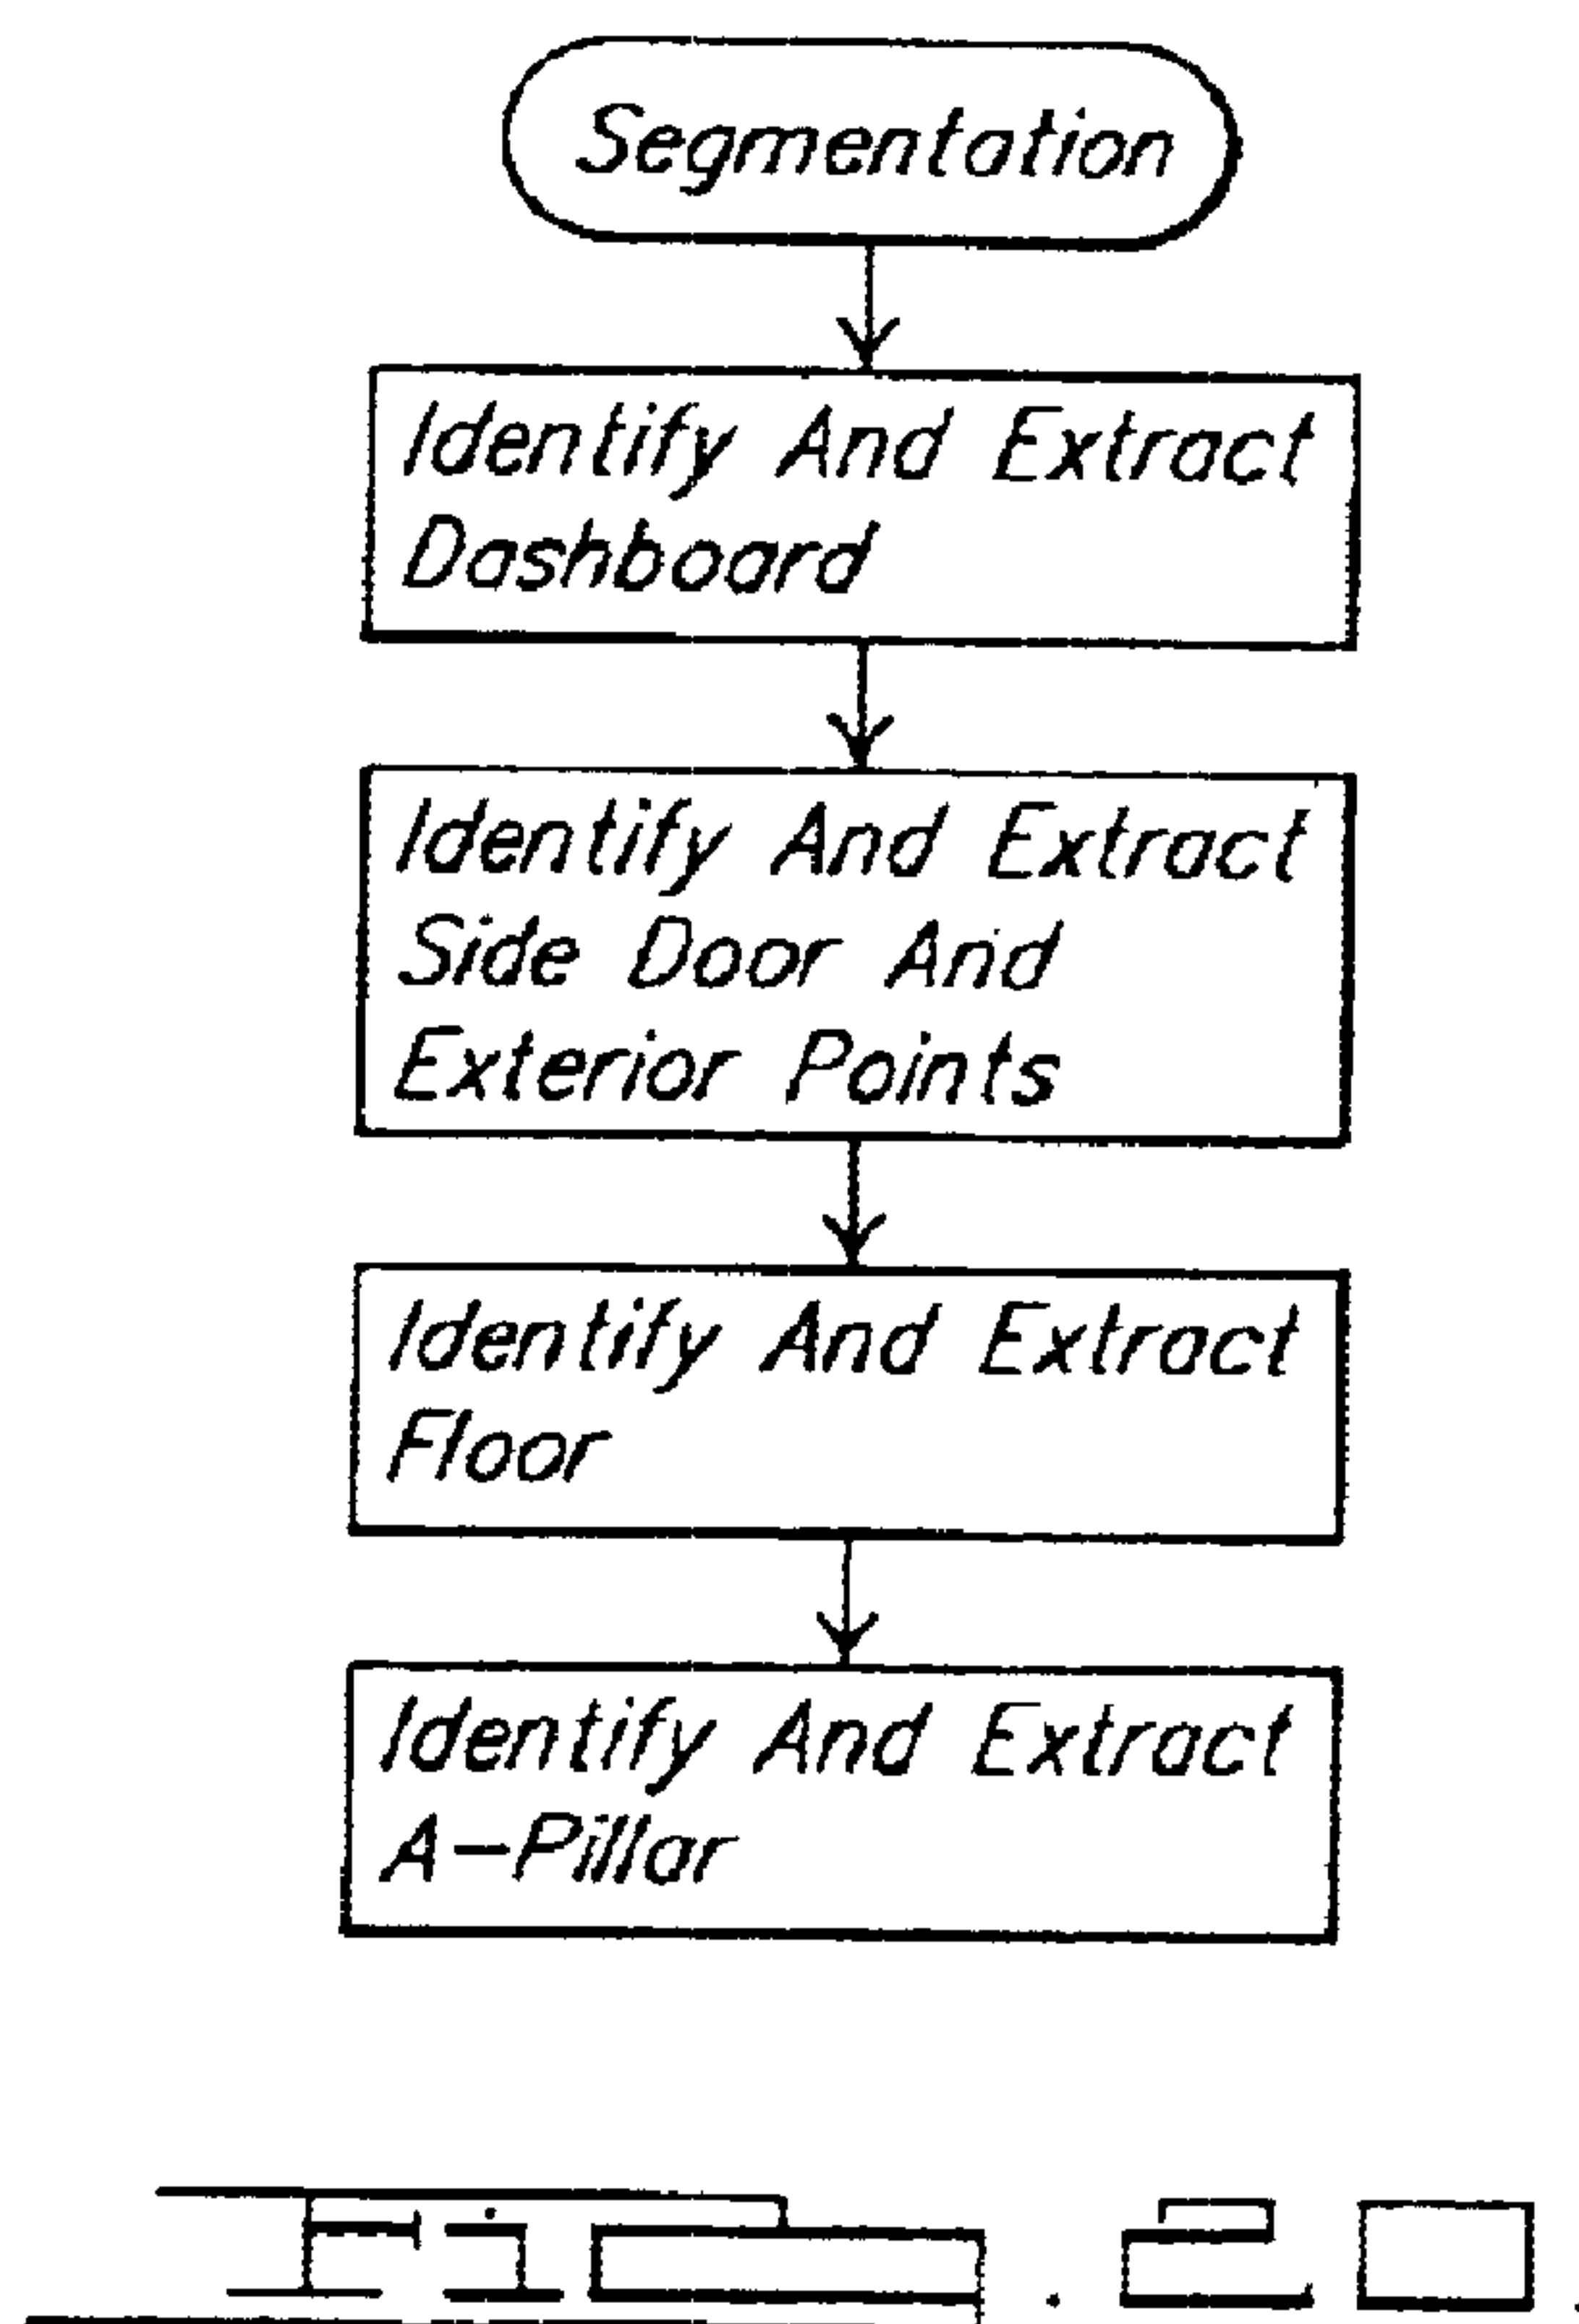 Segmentation
Identify And Extract
Dashboard
Identify And Extract
Side Door And
Exterior Points
Identify And Extract
Floor
Identify And Extract
A-Pillar
Fig. 20.